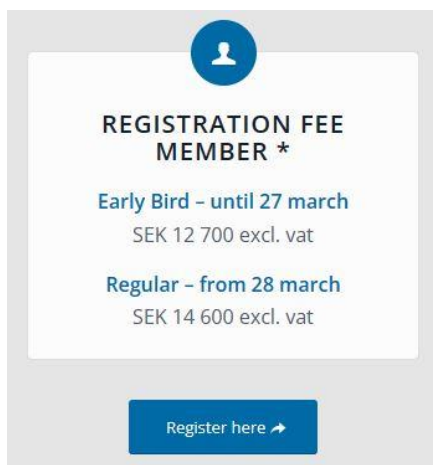 REGISTRATION FEE
MEMBER *
Early Bird – until 27 march
SEK 12 700 excl. vat
Regular – from 28 march
SEK 14 600 excl. vat
Register here